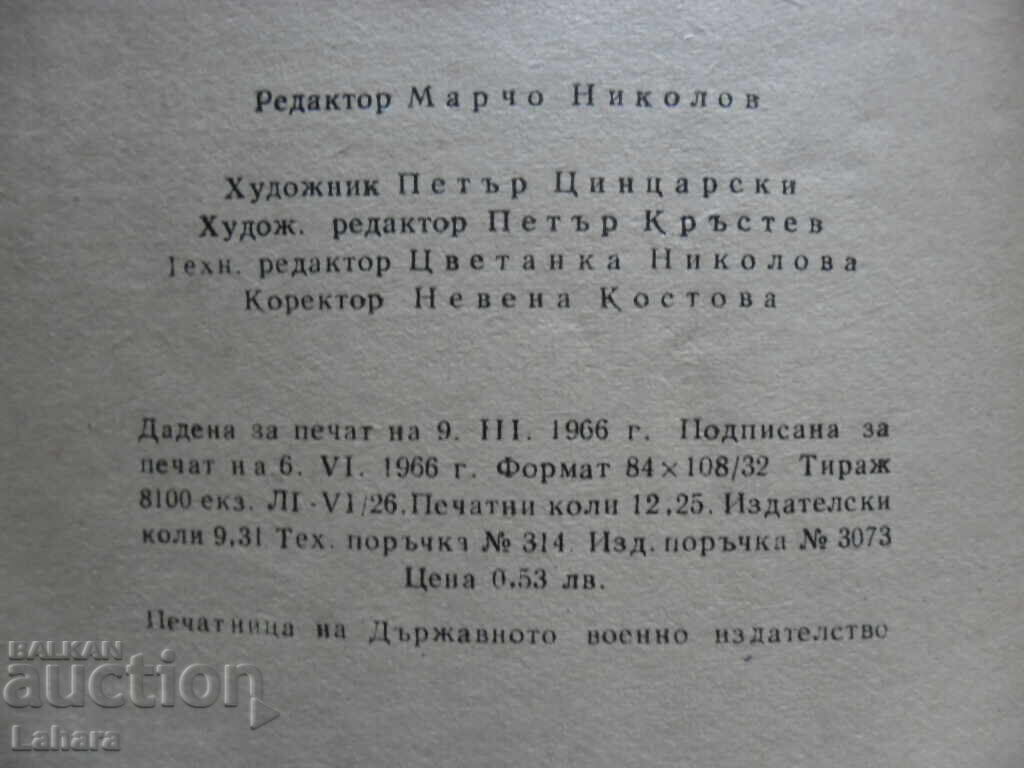 Редактор Марчо Николов
Художник Петър Цинцарски
Худож. редактор Петър Кръстев
Техн. редактор Цветанка Николова
Коректор Невена Костова
Дадена за печат на 9. III. 1966 г. Подписана за
печат на 6. VI. 1966 г. Формат 84×108/32 Тираж
8100 екз. ЛГ-VI/26. Печатни коли 12,25. Издателски
коли 9,31 Тех. поръчка № 314 Изд. поръчка № 3073
Цена 0,53 лв.
Печатница на Държавното военно издателство
BALKAN
auction
Lahara